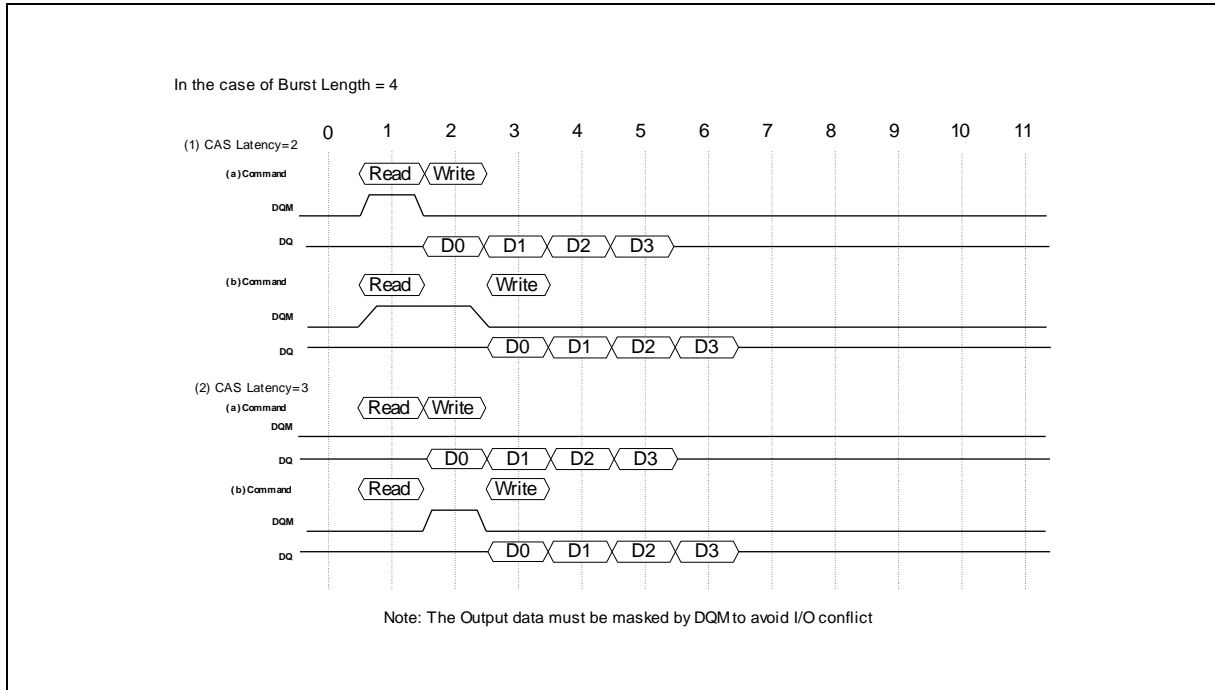 In the case of Burst Length = 4
0 1 2 3 4 5 6 7 8 9 10 11
(1) CAS Latency=2
(a) Command Read Write
DQM
DQ D0 D1 D2 D3
(b) Command Read Write
DQM
DQ D0 D1 D2 D3
(2) CAS Latency=3
(a) Command Read Write
DQM
DQ D0 D1 D2 D3
(b) Command Read Write
DQM
DQ D0 D1 D2 D3
Note: The Output data must be masked by DQM to avoid I/O conflict